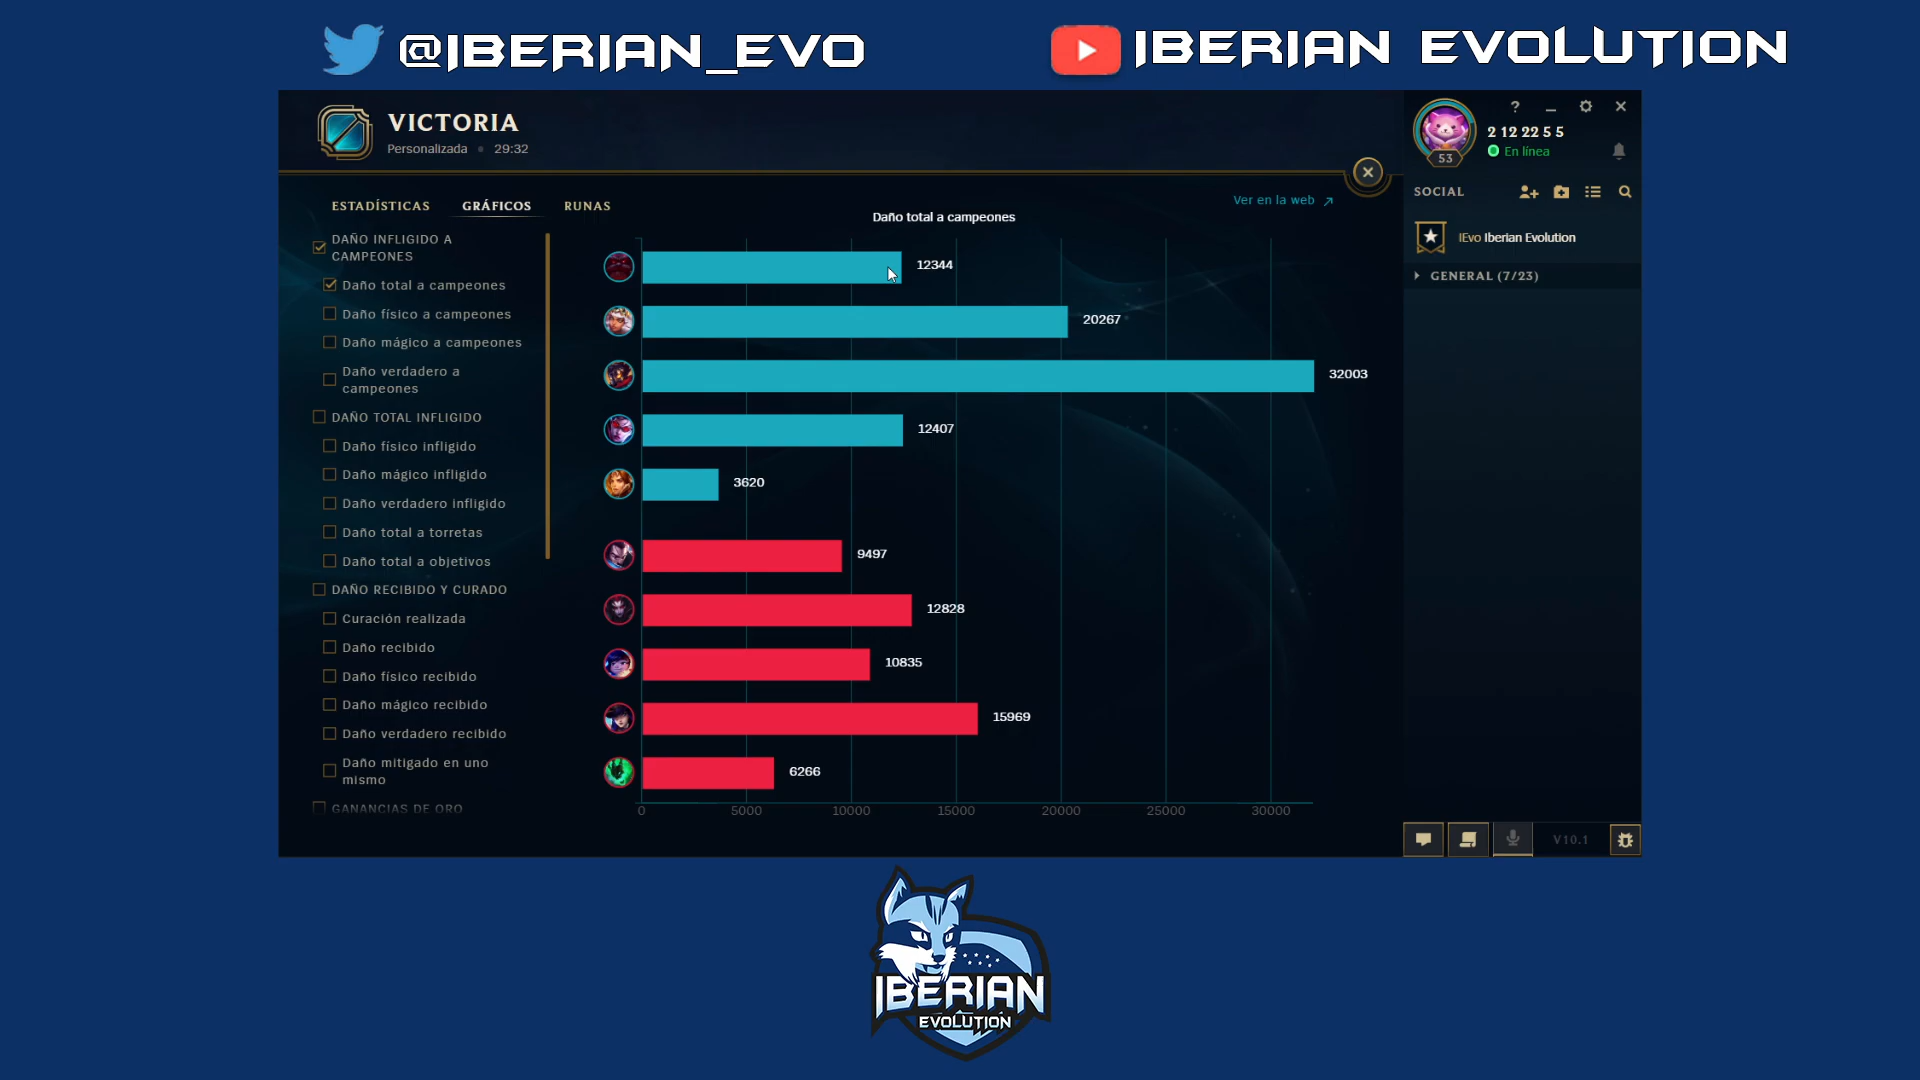 @IBERIAN_EVO
IBERIAN EVOLUTION
VICTORIA
Personalizada • 29:32
?
2 12 22 5 5
En línea
53
SOCIAL
IEvo Iberian Evolution
GENERAL (7/23)
ESTADÍSTICAS
GRÁFICOS
RUNAS
Ver en la web
Daño total a campeones
DAÑO INFLIGIDO A
CAMPEONES
Daño total a campeones
Daño físico a campeones
Daño mágico a campeones
Daño verdadero a
campeones
DAÑO TOTAL INFLIGIDO
Daño físico infligido
Daño mágico infligido
Daño verdadero infligido
Daño total a torretas
Daño total a objetivos
DAÑO RECIBIDO Y CURADO
Curación realizada
Daño recibido
Daño físico recibido
Daño mágico recibido
Daño verdadero recibido
Daño mitigado en uno
mismo
GANANCIAS DE ORO
12344
20267
32003
12407
3620
9497
12828
10835
15969
6266
0 5000 10000 15000 20000 25000 30000
V10.1
IBERIAN
EVOLUTION